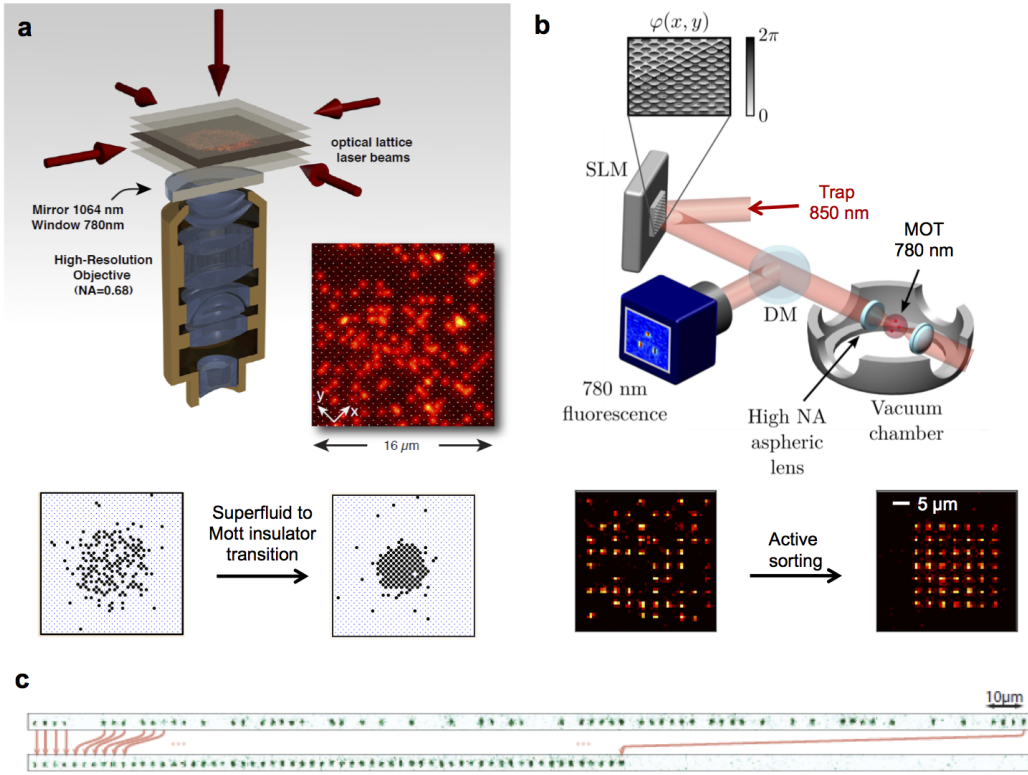 a
optical lattice
laser beams
Mirror 1064 nm
Window 780nm
High-Resolution
Objective
(NA=0.68)
y
x
16 µm
Superfluid to
Mott insulator
transition
b
φ(x, y)
2π
0
SLM
Trap
850 nm
MOT
780 nm
DM
780 nm
fluorescence
High NA
aspheric
lens
Vacuum
chamber
5 µm
Active
sorting
c
10µm
...
...